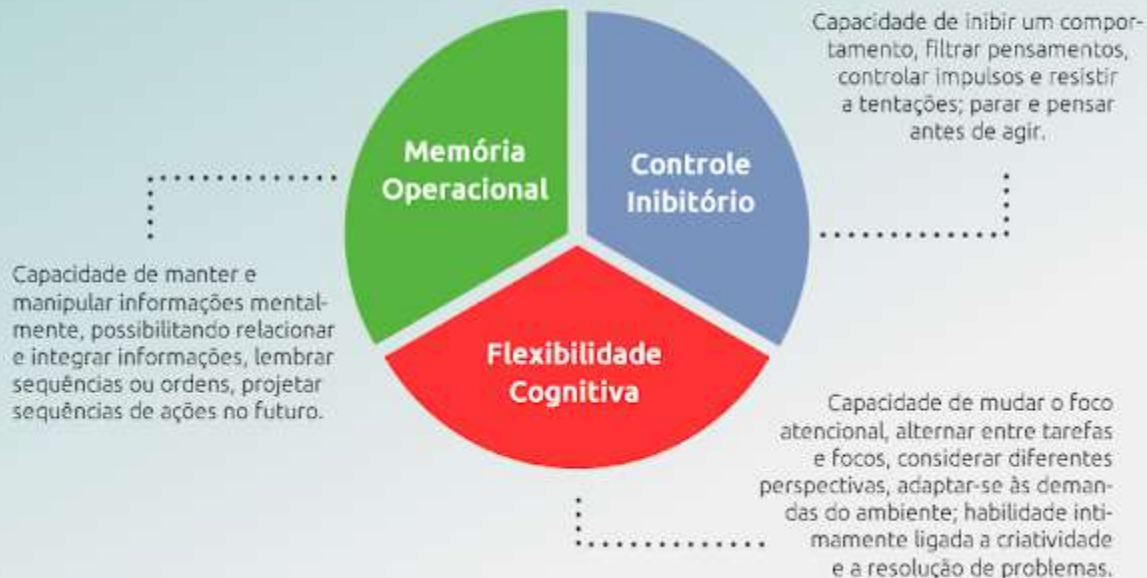 Capacidade de inibir um compor-
tamento, filtrar pensamentos,
controlar impulsos e resistir
a tentações; parar e pensar
antes de agir.
Memória
Operacional
Controle
Inibitório
Capacidade de manter e
manipular informações mental-
mente, possibilitando relacionar
e integrar informações, lembrar
sequências ou ordens, projetar
sequências de ações no futuro.
Flexibilidade
Cognitiva
Capacidade de mudar o foco
atencional, alternar entre tarefas
e focos, considerar diferentes
perspectivas, adaptar-se às deman-
das do ambiente; habilidade inti-
mamente ligada a criatividade
e a resolução de problemas.